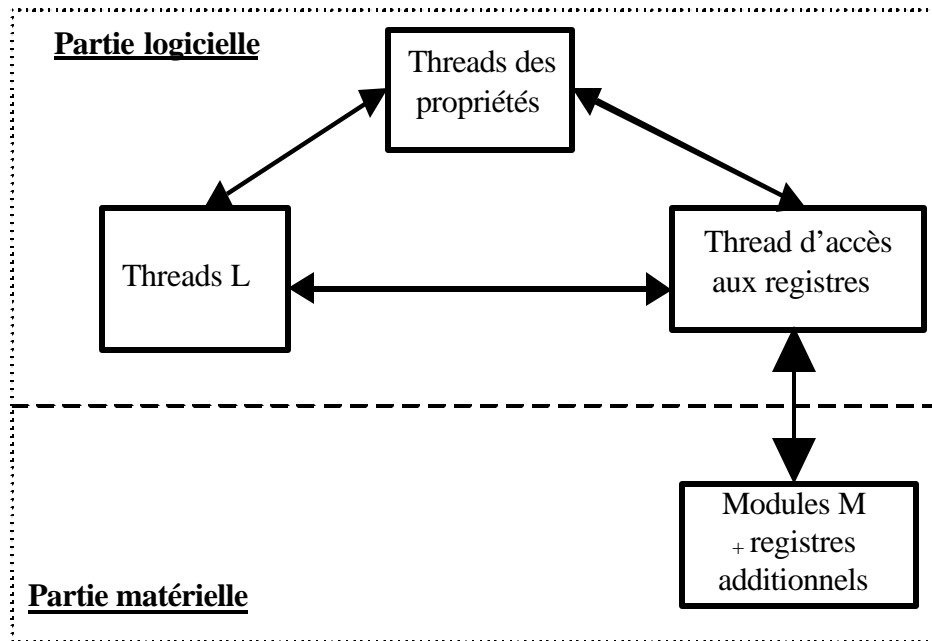 Partie logicielle
Threads des
propriétés
Threads L
Thread d’accès
aux registres
Modules M
+ registres
additionnels
Partie matérielle